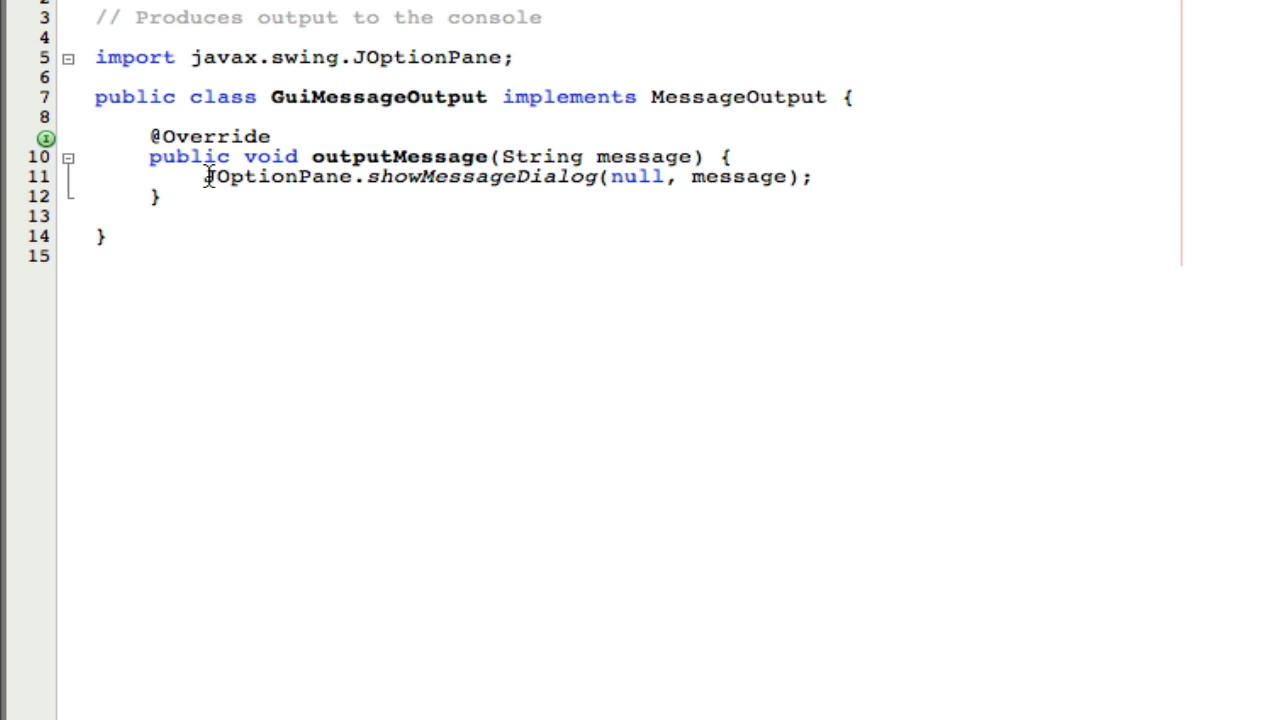 3 // Produces output to the console
4
5 import javax.swing.JOptionPane;
6
7 public class GuiMessageOutput implements MessageOutput {
8
@Override
10 public void outputMessage(String message) {
11 JOptionPane.showMessageDialog(null, message);
12 }
13
14 }
15